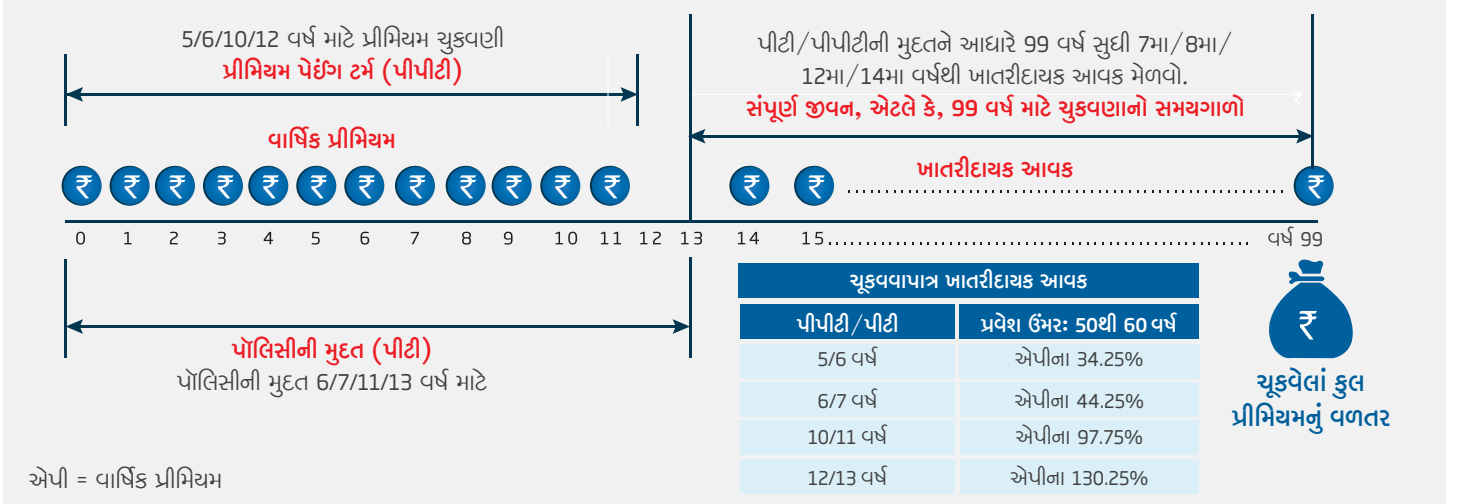 5/6/10/12 વર્ષ માટે પ્રીમિયમ ચુકવણી
પ્રીમિયમ પેઇંગ ટર્મ (પીપીટી)
વાર્ષિક પ્રીમિયમ
પીટી/પીપીટીની મુદતને આધારે 99 વર્ષ સુધી 7મા/8મા/
12મા/14મા વર્ષથી ખાતરીદાયક આવક મેળવો.
સંપૂર્ણ જીવન, એટલે કે, 99 વર્ષ માટે ચુકવણાનો સમયગાળો
ખાતરીદાયક આવક
₹ ₹ ₹ ₹ ₹ ₹ ₹ ₹ ₹ ₹ ₹ ₹ ₹ ₹ ............ ₹
0 1 2 3 4 5 6 7 8 9 10 11 12 13 14 15............ વર્ષ 99
પૉલિસીની મુદત (પીટી)
પૉલિસીની મુદત 6/7/11/13 વર્ષ માટે
ચૂકવવાપાત્ર ખાતરીદાયક આવક
પીપીટી/પીટી પ્રવેશ ઉંમર: 50થી 60 વર્ષ
5/6 વર્ષ એપીના 34.25%
6/7 વર્ષ એપીના 44.25%
10/11 વર્ષ એપીના 97.75%
12/13 વર્ષ એપીના 130.25%
₹
ચૂકવેલાં કુલ
પ્રીમિયમનું વળતર
એપી = વાર્ષિક પ્રીમિયમ